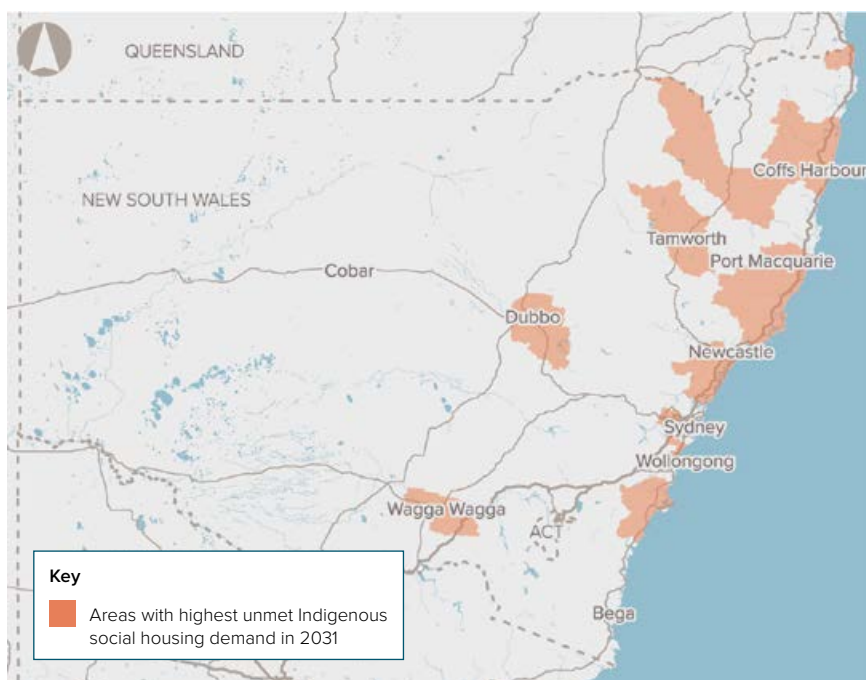 QUEENSLAND
NEW SOUTH WALES
Coffs Harbour
Tamworth
Port Macquarie
Cobar
Dubbo
Newcastle
Sydney
Wollongong
Wagga Wagga
ACT
Bega
Key
Areas with highest unmet Indigenous
social housing demand in 2031